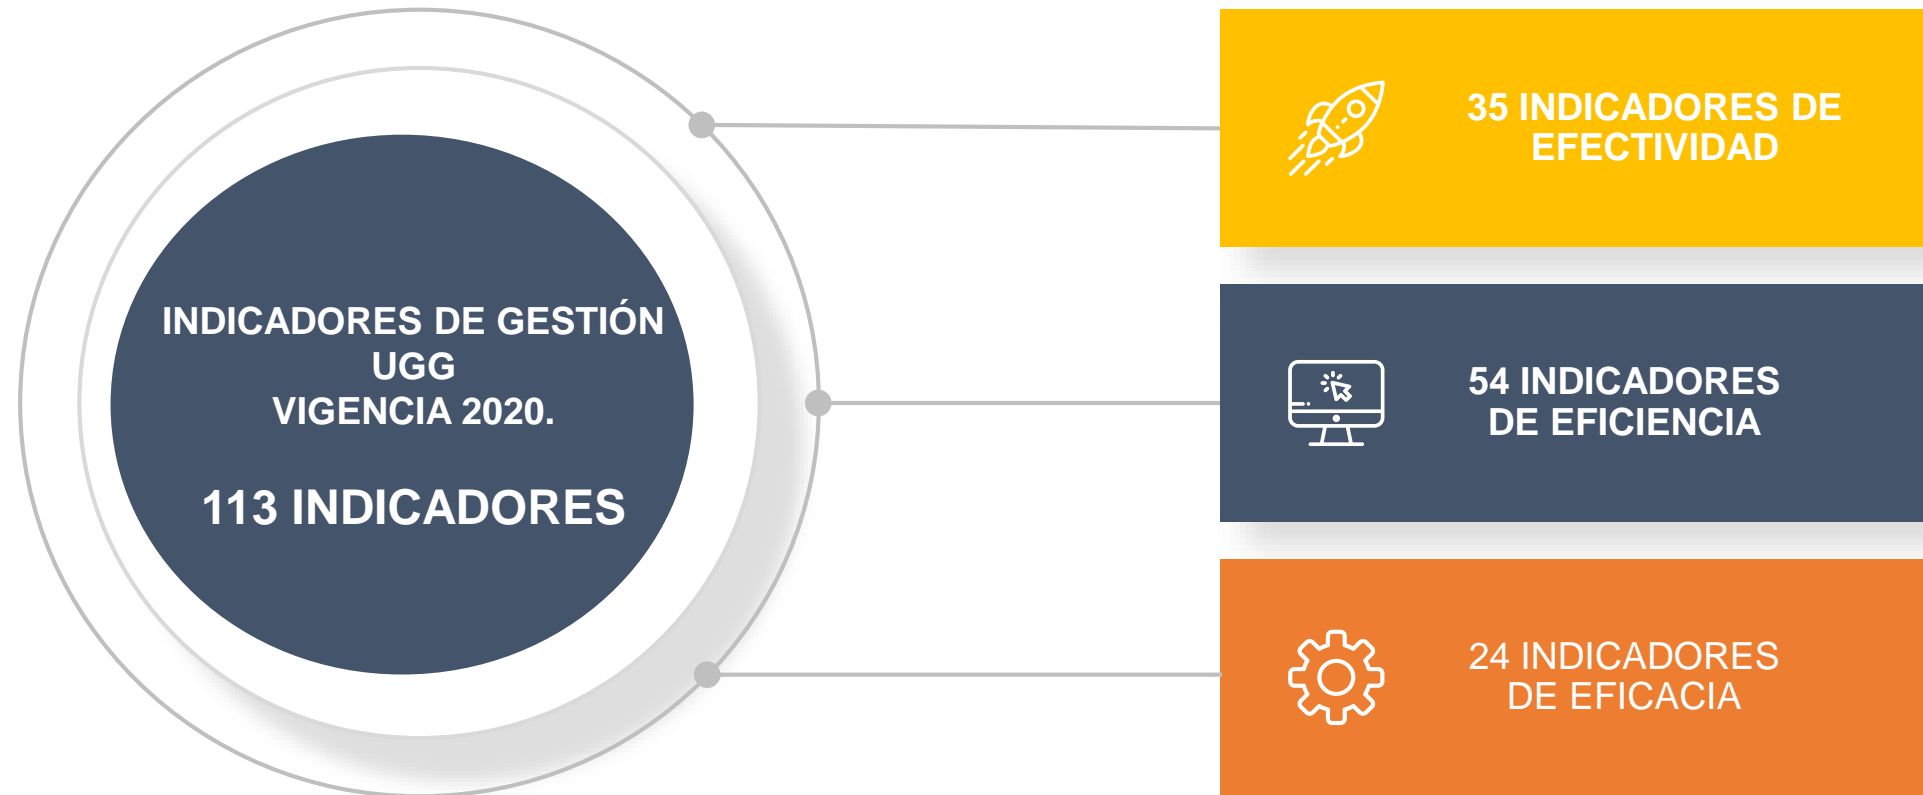 INDICADORES DE GESTIÓN
UGG
VIGENCIA 2020.
113 INDICADORES
35 INDICADORES DE
EFECTIVIDAD
54 INDICADORES
DE EFICIENCIA
24 INDICADORES
DE EFICACIA